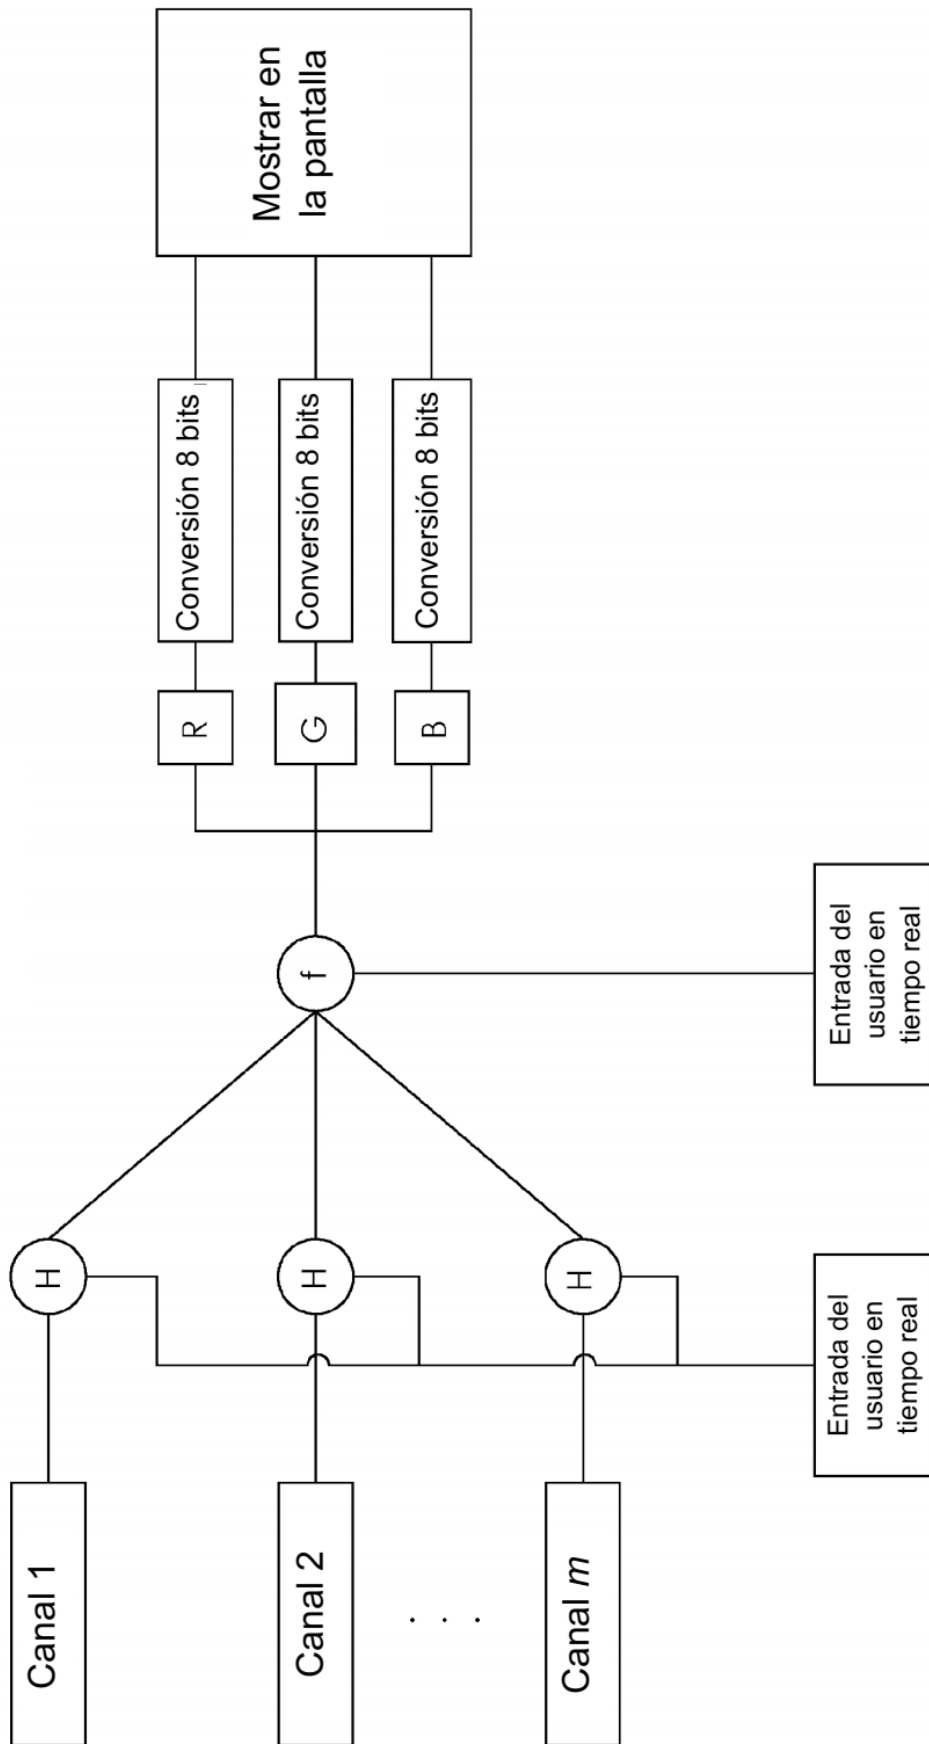 Canal 1
Canal 2
. . .
Canal m
H
H
H
Entrada del
usuario en
tiempo real
f
Entrada del
usuario en
tiempo real
R
G
B
Conversión 8 bits
Conversión 8 bits
Conversión 8 bits
Mostrar en
la pantalla